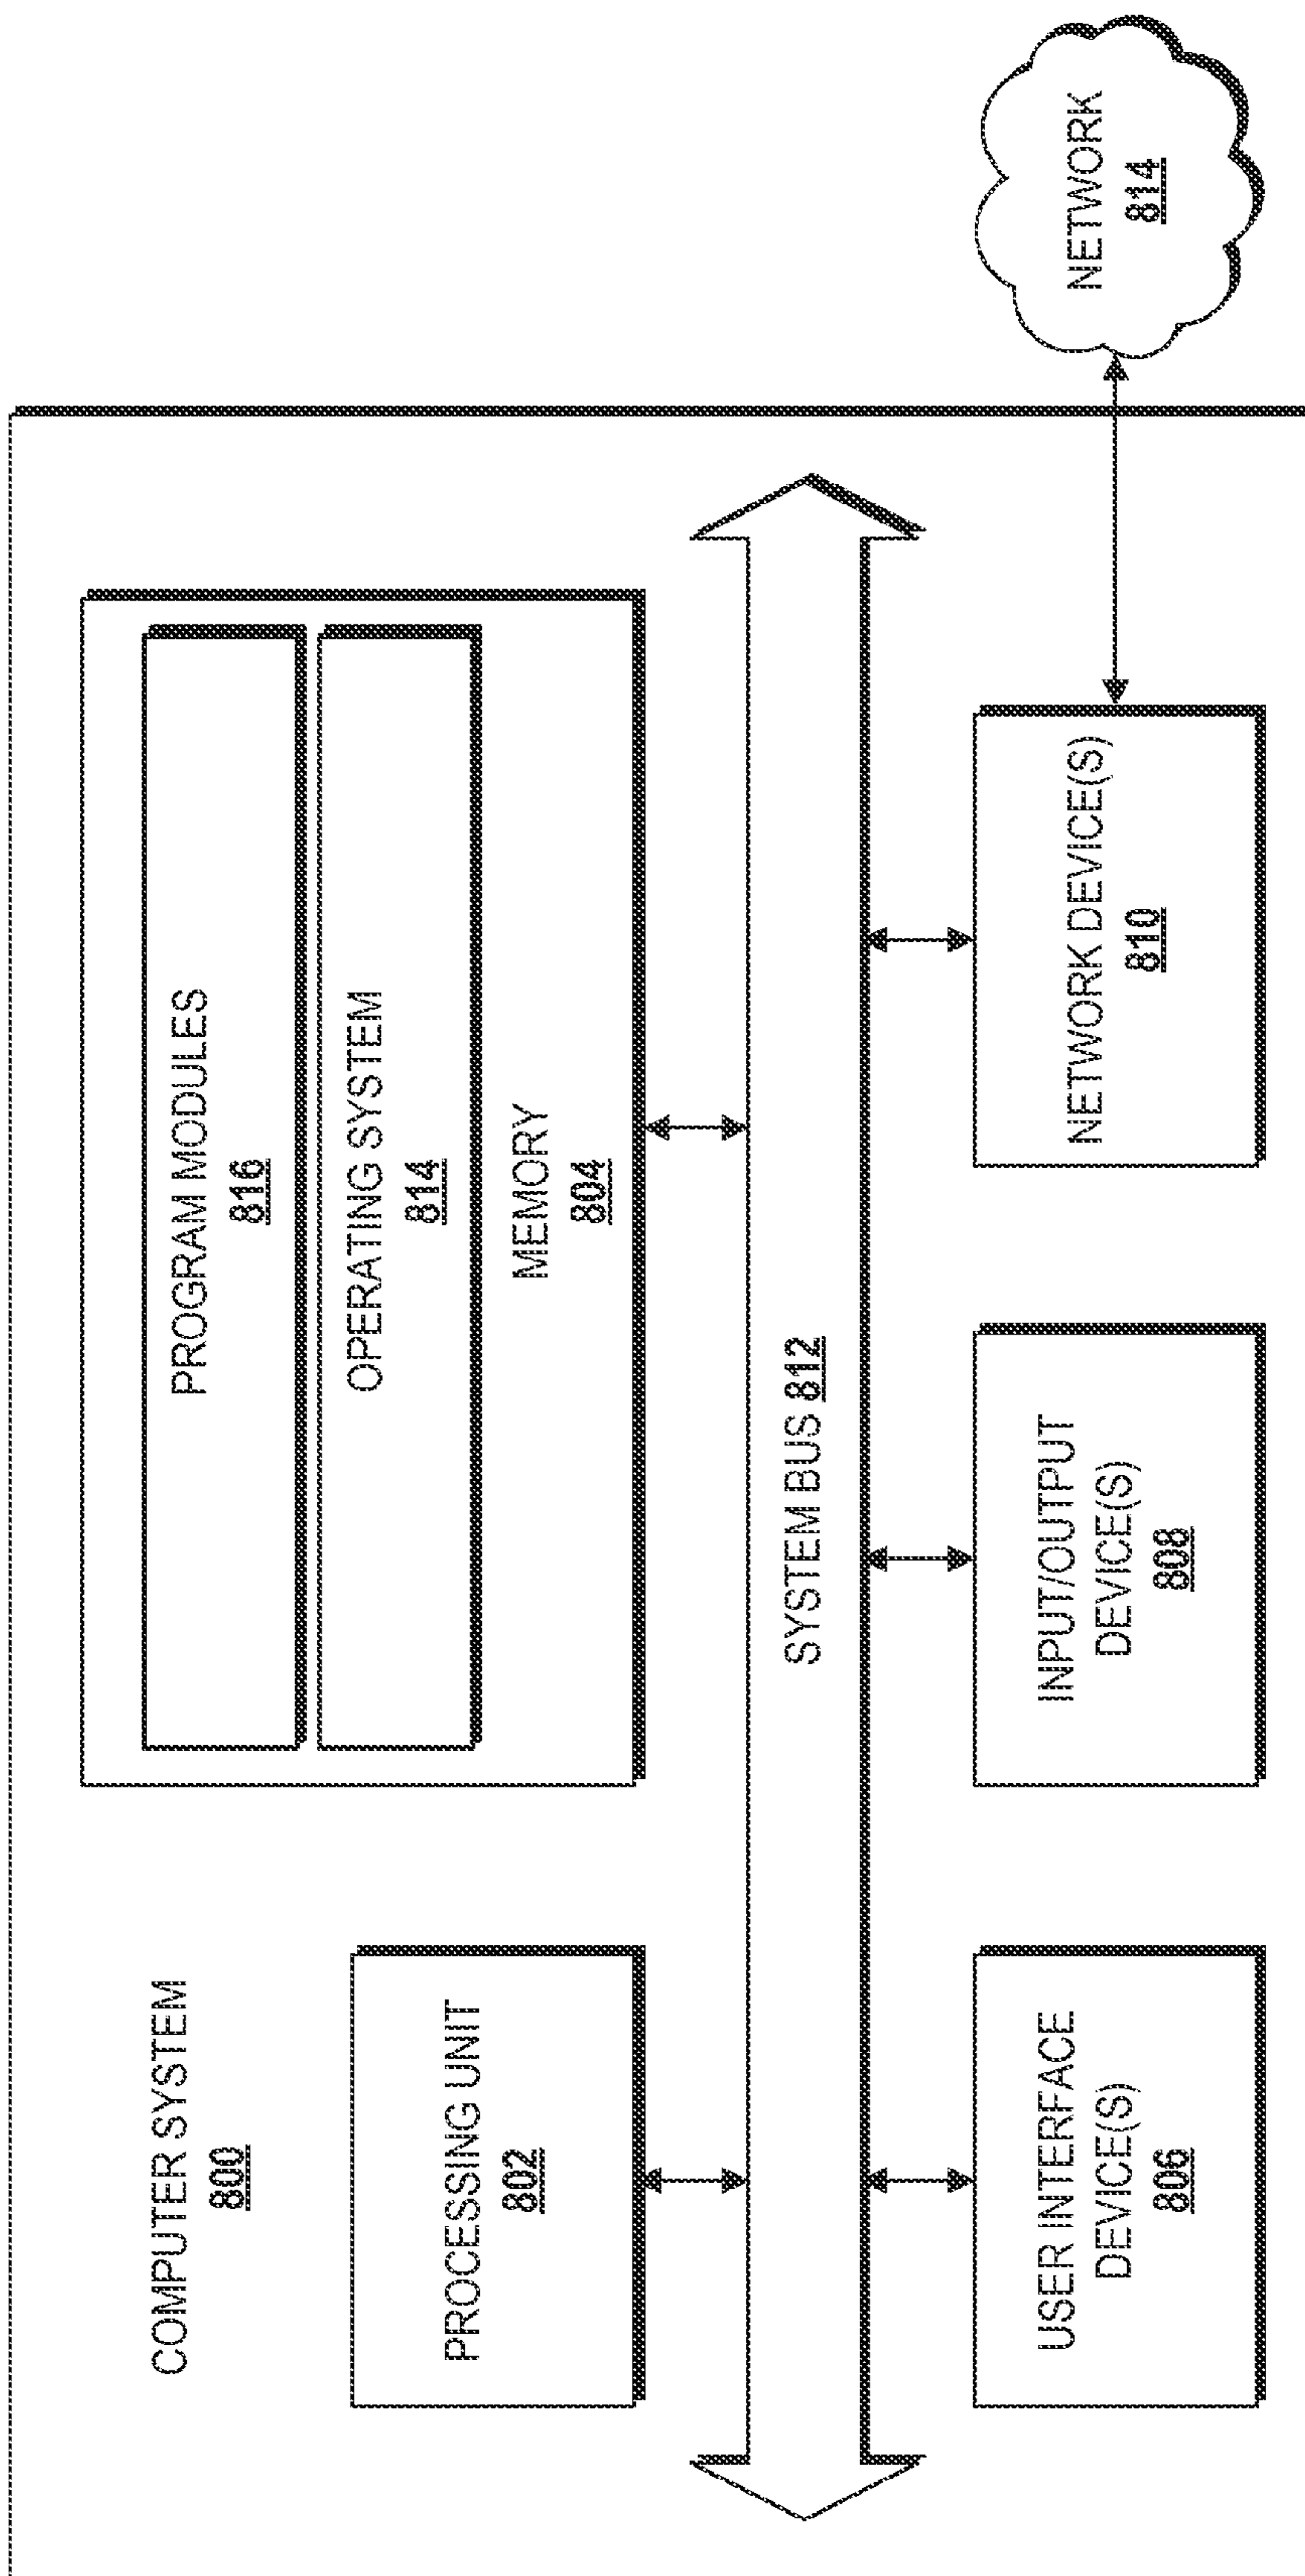 COMPUTER SYSTEM
800
PROCESSING UNIT
802
PROGRAM MODULES
816
OPERATING SYSTEM
814
MEMORY
804
SYSTEM BUS 812
USER INTERFACE
DEVICE(S)
806
INPUT/OUTPUT
DEVICE(S)
808
NETWORK DEVICE(S)
810
NETWORK
814